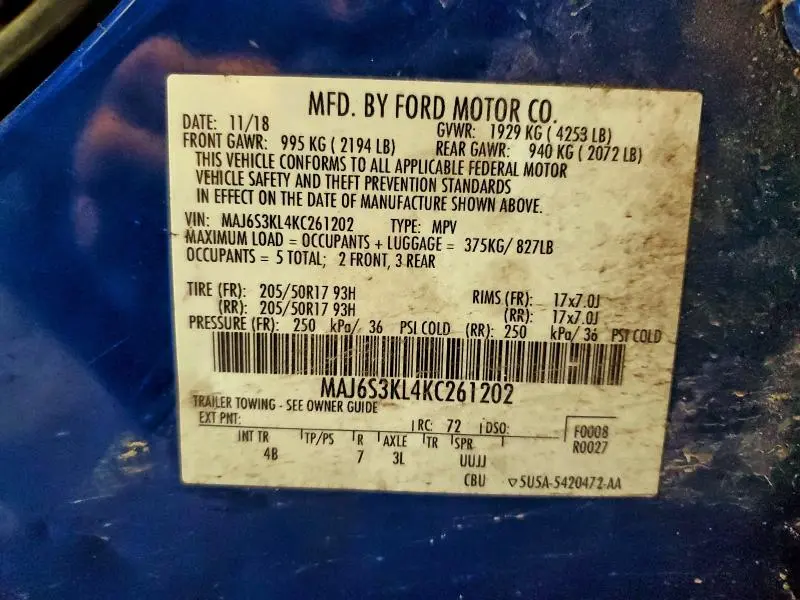 MFD. BY FORD MOTOR CO.
DATE: 11/18 GVWR: 1929 KG ( 4253 LB)
FRONT GAWR: 995 KG ( 2194 LB) REAR GAWR: 940 KG ( 2072 LB)
THIS VEHICLE CONFORMS TO ALL APPLICABLE FEDERAL MOTOR
VEHICLE SAFETY AND THEFT PREVENTION STANDARDS
IN EFFECT ON THE DATE OF MANUFACTURE SHOWN ABOVE.
VIN: MAJ6S3KL4KC261202 TYPE: MPV
MAXIMUM LOAD = OCCUPANTS + LUGGAGE = 375KG/ 827LB
OCCUPANTS = 5 TOTAL; 2 FRONT, 3 REAR
TIRE (FR): 205/50R17 93H RIMS (FR): 17x7.0J
(RR): 205/50R17 93H (RR): 17x7.0J
PRESSURE (FR): 250 kPa/ 36 PSI COLD (RR): 250 kPa/ 36 PSI COLD
MAJ6S3KL4KC261202
TRAILER TOWING - SEE OWNER GUIDE
EXT PNT: RC: 72 DSO: F0008
R0027
INT TR TP/PS R AXLE TR SPR
4B 7 3L UUJJ
CBU 5U5A-5420472-AA